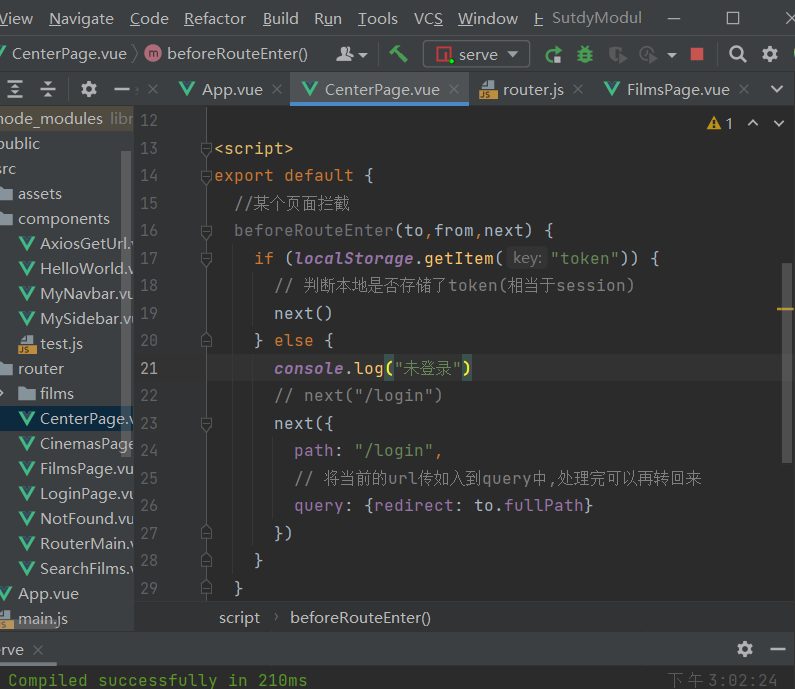 View Navigate Code Refactor Build Run Tools VCS Window H SutdyModul
CenterPage.vue beforeRouteEnter() serve
App.vue CenterPage.vue router.js FilmsPage.vue
node_modules libr
public
src
assets
components
AxiosGetUrl.v
HelloWorld.v
MyNavbar.vu
MySidebar.vu
test.js
router
films
CenterPage.v
CinemasPage
FilmsPage.vu
LoginPage.vu
NotFound.vu
RouterMain.v
SearchFilms.v
App.vue
main.js
12
1
13 <script>
14 export default {
15 //某个页面拦截
16 beforeRouteEnter(to,from,next) {
17 if (localStorage.getItem( key: "token")) {
18 // 判断本地是否存储了token(相当于session)
19 next()
20 } else {
21 console.log("未登录")
22 // next("/login")
23 next({
24 path: "/login",
25 // 将当前的url传如入到query中,处理完可以再转回来
26 query: {redirect: to.fullPath}
27 })
28 }
29 }
script beforeRouteEnter()
erve
Compiled successfully in 210ms 下午3:02:24